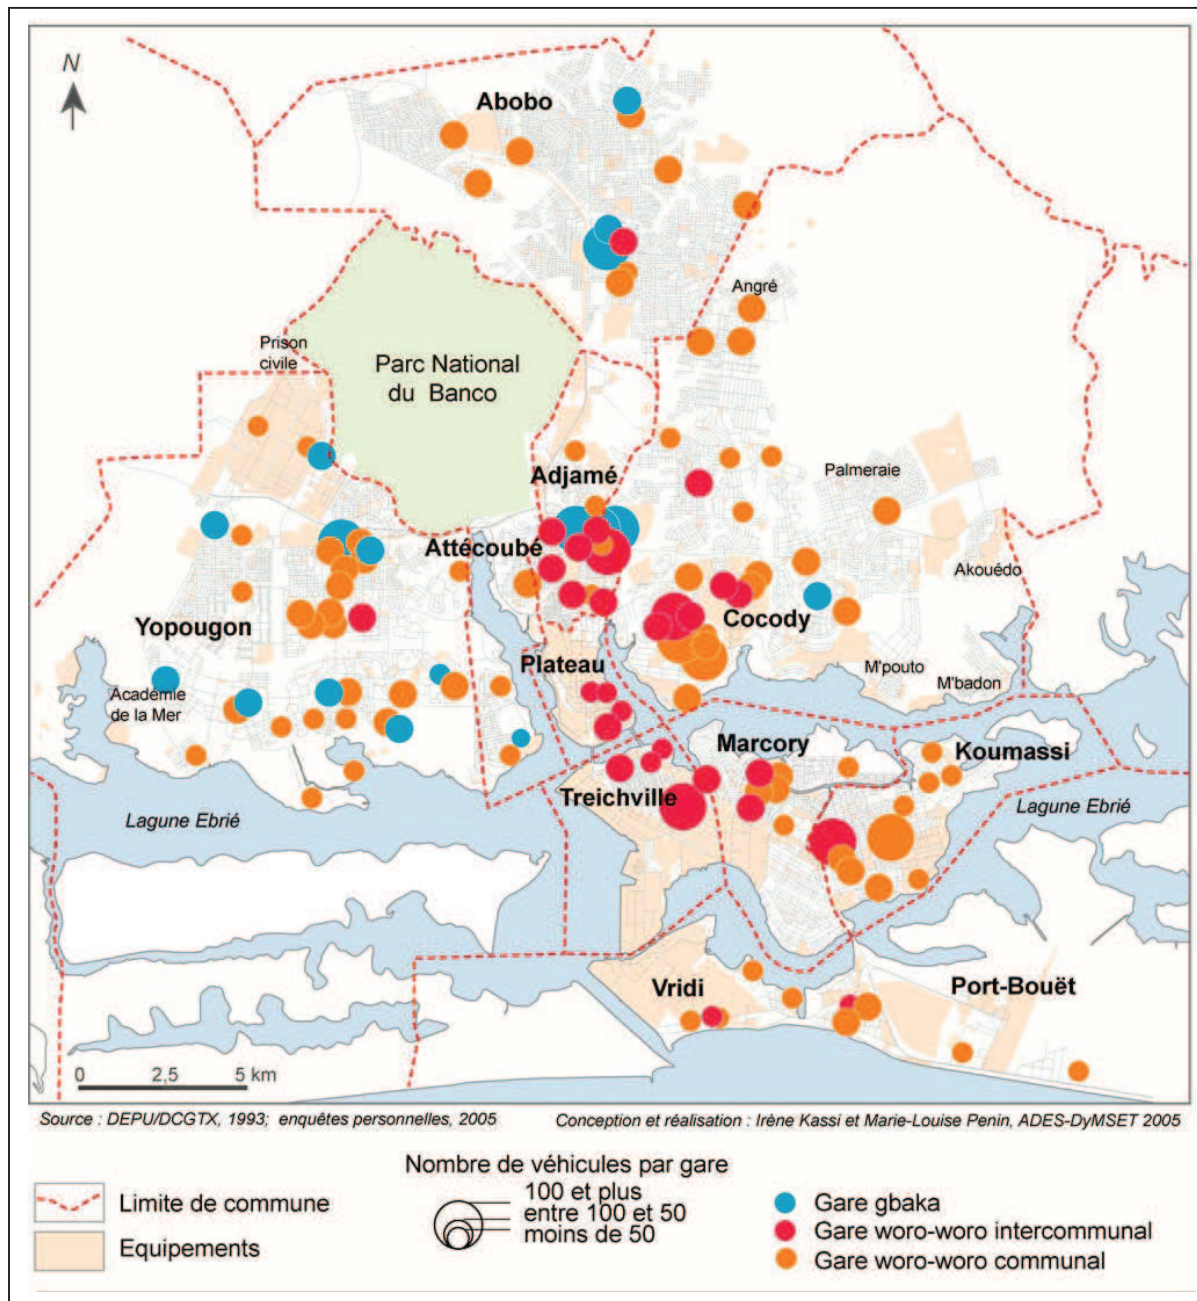 N
Abobo
Angré
Prison
civile
Parc National
du Banco
Palmeraie
Adjamé
Attécoubé
Akouédo
Yopougon
Cocody
Plateau
M'pouto
M'badon
Académie
de la Mer
Marcory
Koumassi
Treichville
Lagune Ebrié
Lagune Ebrié
Vridi
Port-Bouët
0 2,5 5 km
Source : DEPU/DCGTX, 1993; enquêtes personnelles, 2005
Conception et réalisation : Irène Kassi et Marie-Louise Penin, ADES-DyMSET 2005
Nombre de véhicules par gare
100 et plus
entre 100 et 50
moins de 50
Limite de commune
Equipements
Gare gbaka
Gare woro-woro intercommunal
Gare woro-woro communal